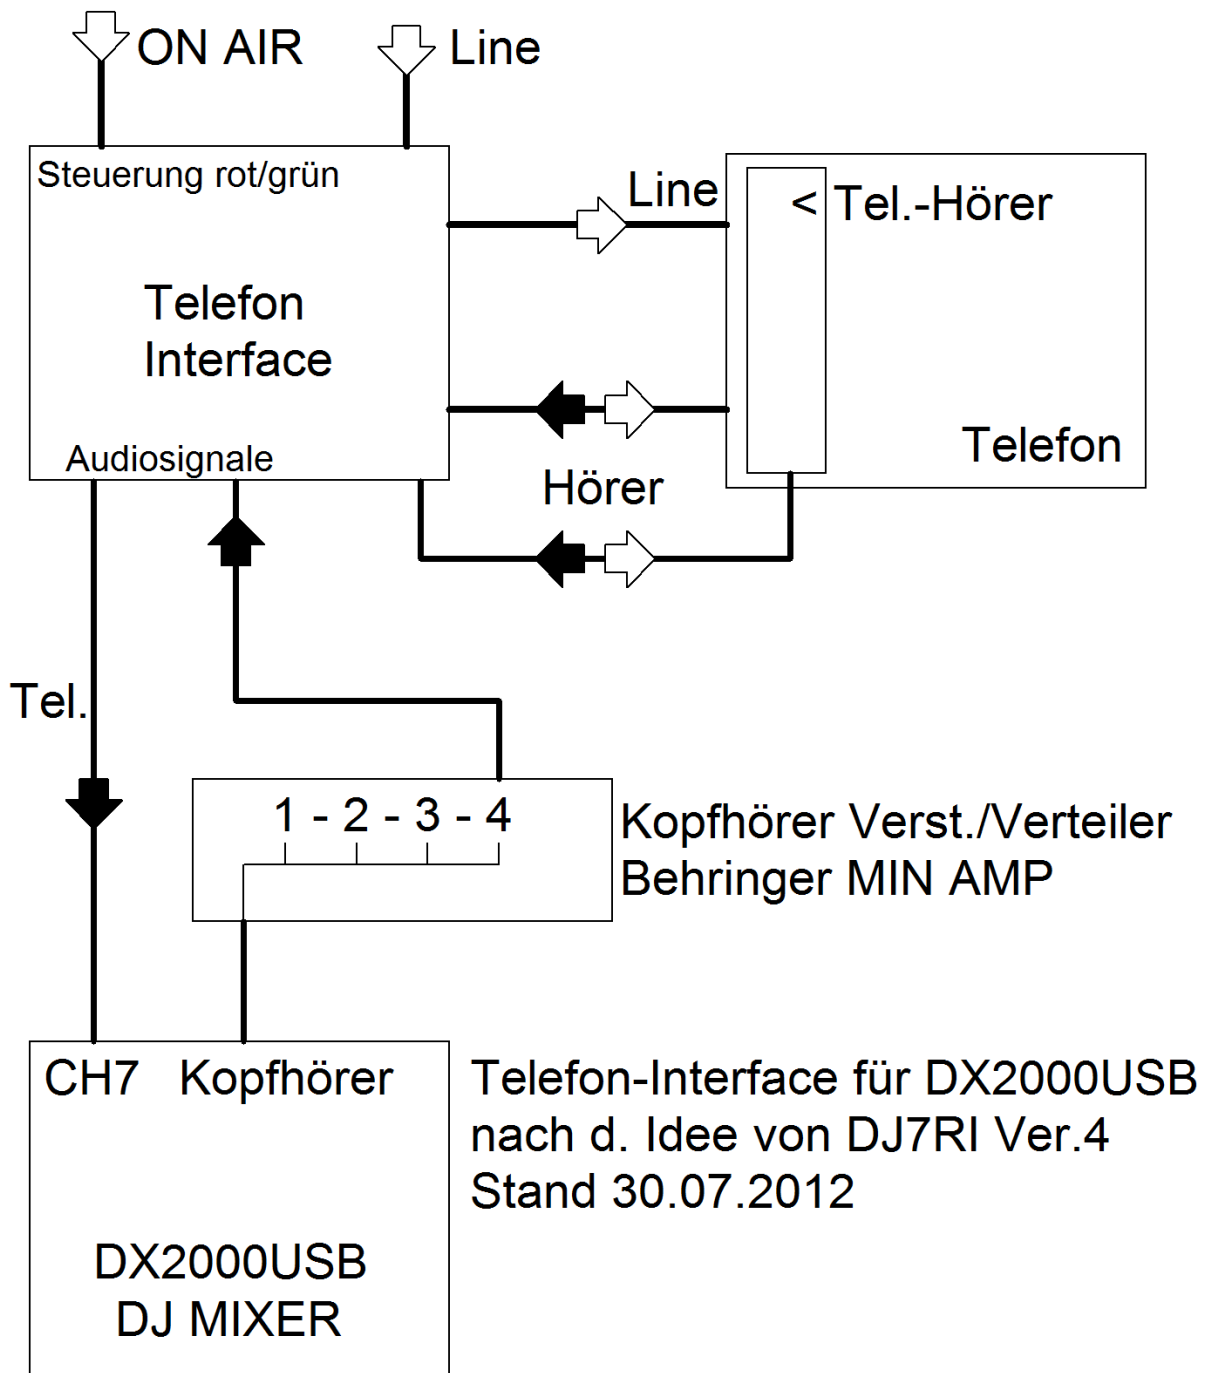 ON AIR
Line
Steuerung rot/grün
Line
< Tel.-Hörer
Telefon
Interface
Telefon
Audiosignale
Hörer
Tel.
1 - 2 - 3 - 4
Kopfhörer Verst./Verteiler
Behringer MIN AMP
CH7 Kopfhörer
Telefon-Interface für DX2000USB
nach d. Idee von DJ7RI Ver.4
Stand 30.07.2012
DX2000USB
DJ MIXER